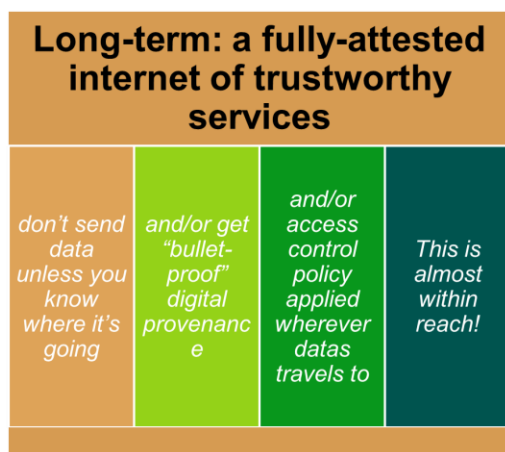 Long-term: a fully-attested
internet of trustworthy
services
don’t send
data
unless you
know
where it’s
going
and/or get
“bullet-
proof”
digital
provenanc
e
and/or
access
control
policy
applied
wherever
datas
travels to
This is
almost
within
reach!